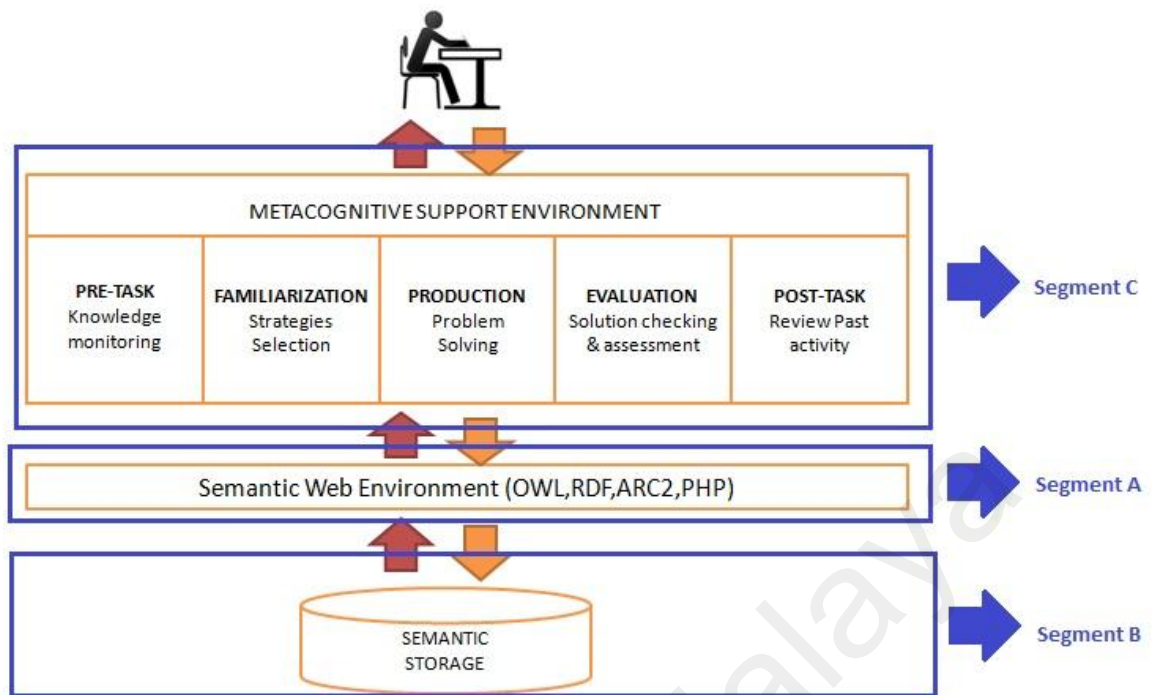 METACOGNITIVE SUPPORT ENVIRONMENT
PRE-TASK
Knowledge
monitoring
FAMILIARIZATION
Strategies
Selection
PRODUCTION
Problem
Solving
EVALUATION
Solution checking
& assessment
POST-TASK
Review Past
activity
Segment C
Semantic Web Environment (OWL,RDF,ARC2,PHP)
Segment A
SEMANTIC
STORAGE
Segment B
alaya